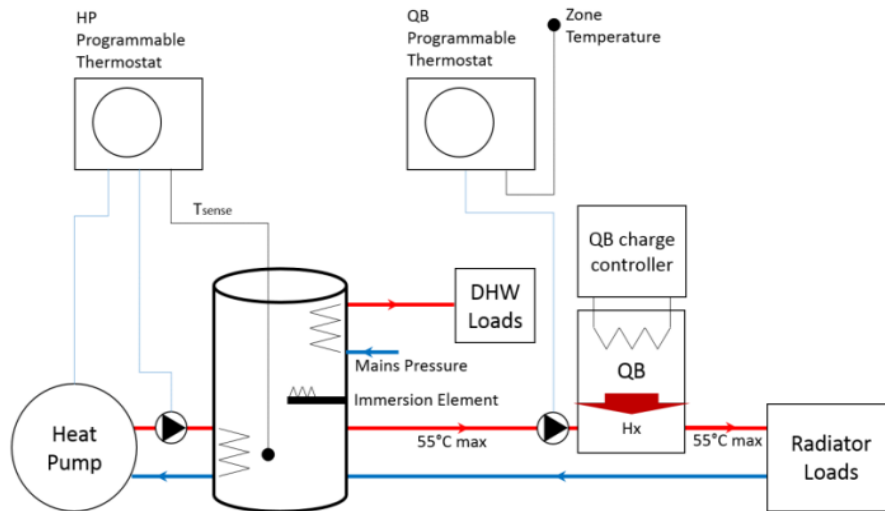 HP
Programmable
Thermostat
QB
Programmable
Thermostat
Zone
Temperature
Tsense
QB charge
controller
DHW
Loads
Mains Pressure
QB
Immersion Element
Heat
Pump
55°C max
Hx
55°C max
Radiator
Loads